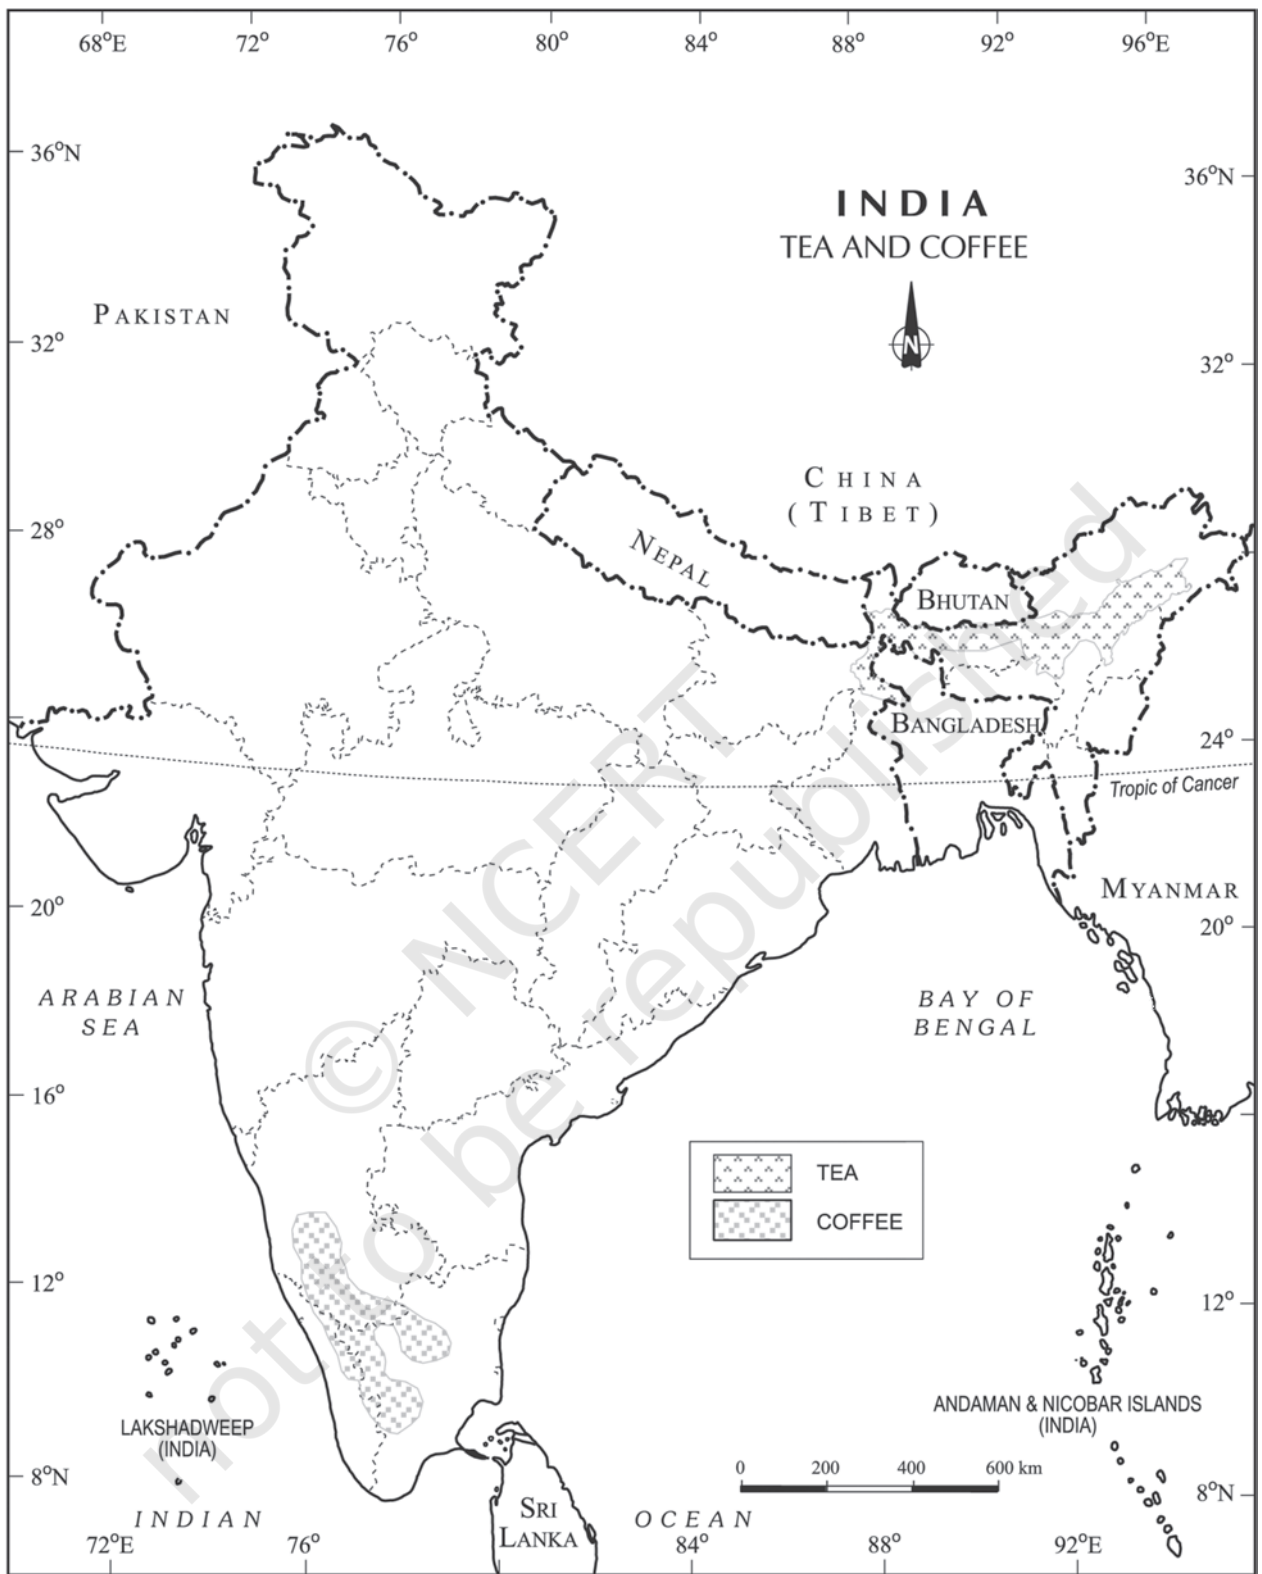 68°E 72° 76° 80° 84° 88° 92° 96°E
36°N
36°N
INDIA
TEA AND COFFEE
N
PAKISTAN
32°
32°
CHINA
(TIBET)
28°
NEPAL
BHUTAN
BANGLADESH
24°
Tropic of Cancer
MYANMAR
20°
20°
ARABIAN
SEA
BAY OF
BENGAL
16°
TEA
COFFEE
12°
12°
LAKSHADWEEP
(INDIA)
ANDAMAN & NICOBAR ISLANDS
(INDIA)
0 200 400 600 km
8°N
8°N
SRI
LANKA
INDIAN OCEAN
72°E 76° 84° 88° 92°E
© NCERT
not to be republished